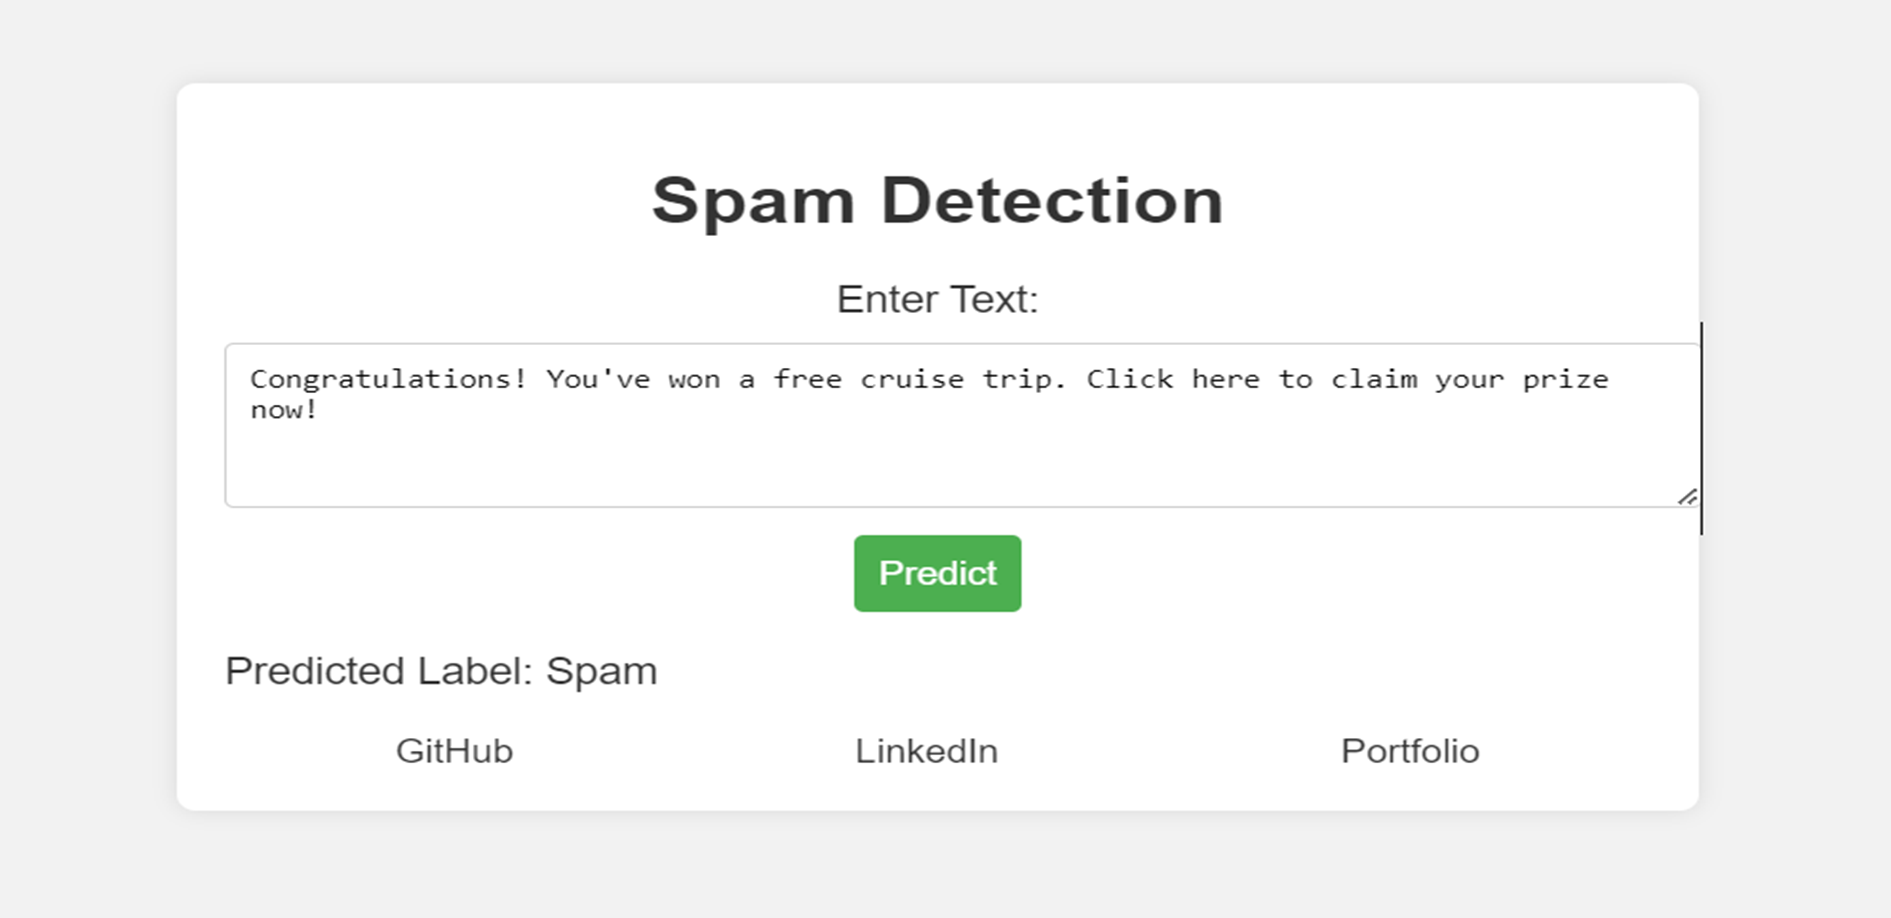 Spam Detection
Enter Text:
Congratulations! You've won a free cruise trip. Click here to claim your prize
now!
Predict
Predicted Label: Spam
GitHub LinkedIn Portfolio